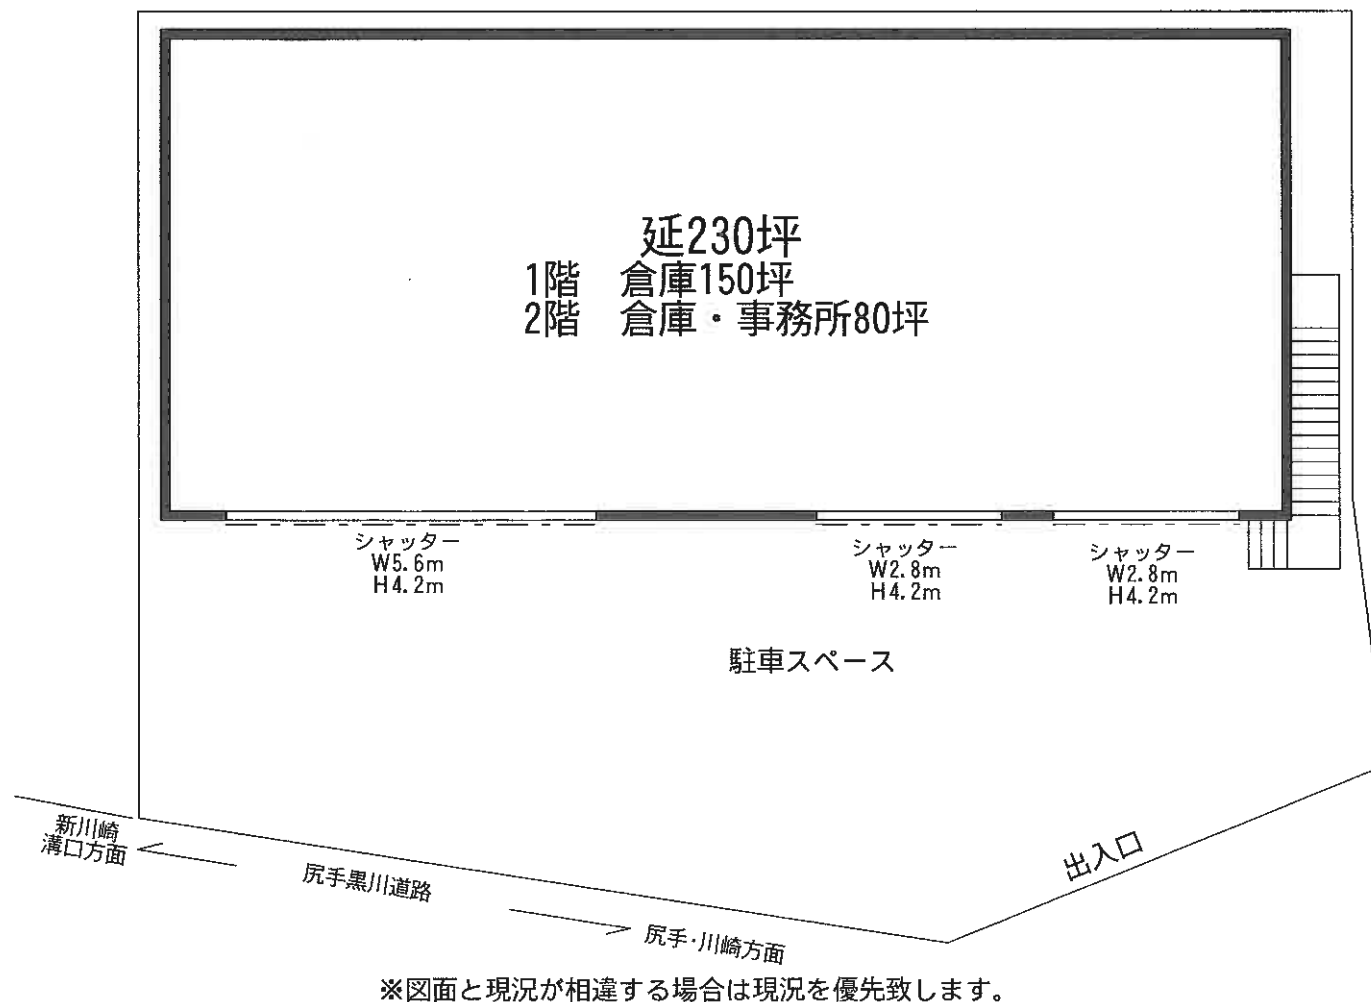 延230坪
1階　倉庫150坪
2階　倉庫・事務所80坪
シャッター
W5.6m
H4.2m
シャッター
W2.8m
H4.2m
シャッター
W2.8m
H4.2m
駐車スペース
新川崎
溝口方面
尻手黒川道路
出入口
尻手・川崎方面
※図面と現況が相違する場合は現況を優先致します。